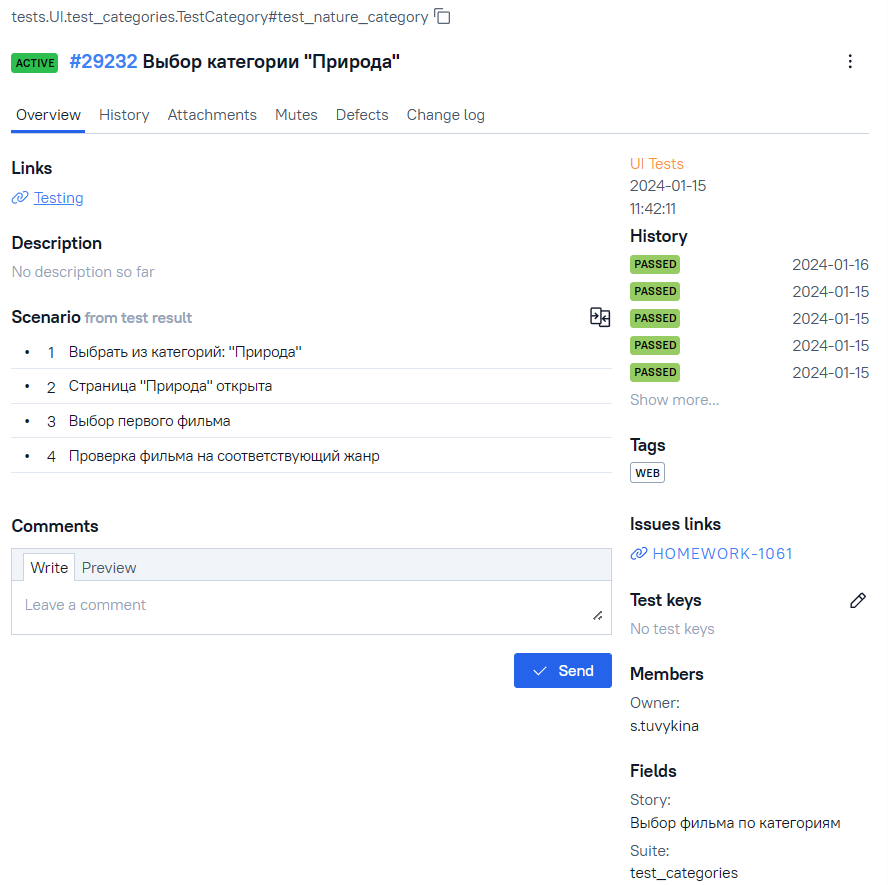 tests.UI.test_categories.TestCategory#test_nature_category
ACTIVE #29232 Выбор категории "Природа"
Overview History Attachments Mutes Defects Change log
Links
Testing
Description
No description so far
Scenario from test result
• 1 Выбрать из категорий: "Природа"
• 2 Страница "Природа" открыта
• 3 Выбор первого фильма
• 4 Проверка фильма на соответствующий жанр
Comments
Write Preview
Leave a comment
Send
UI Tests
2024-01-15
11:42:11
History
PASSED 2024-01-16
PASSED 2024-01-15
PASSED 2024-01-15
PASSED 2024-01-15
PASSED 2024-01-15
Show more...
Tags
WEB
Issues links
HOMEWORK-1061
Test keys
No test keys
Members
Owner:
s.tuvykina
Fields
Story:
Выбор фильма по категориям
Suite:
test_categories